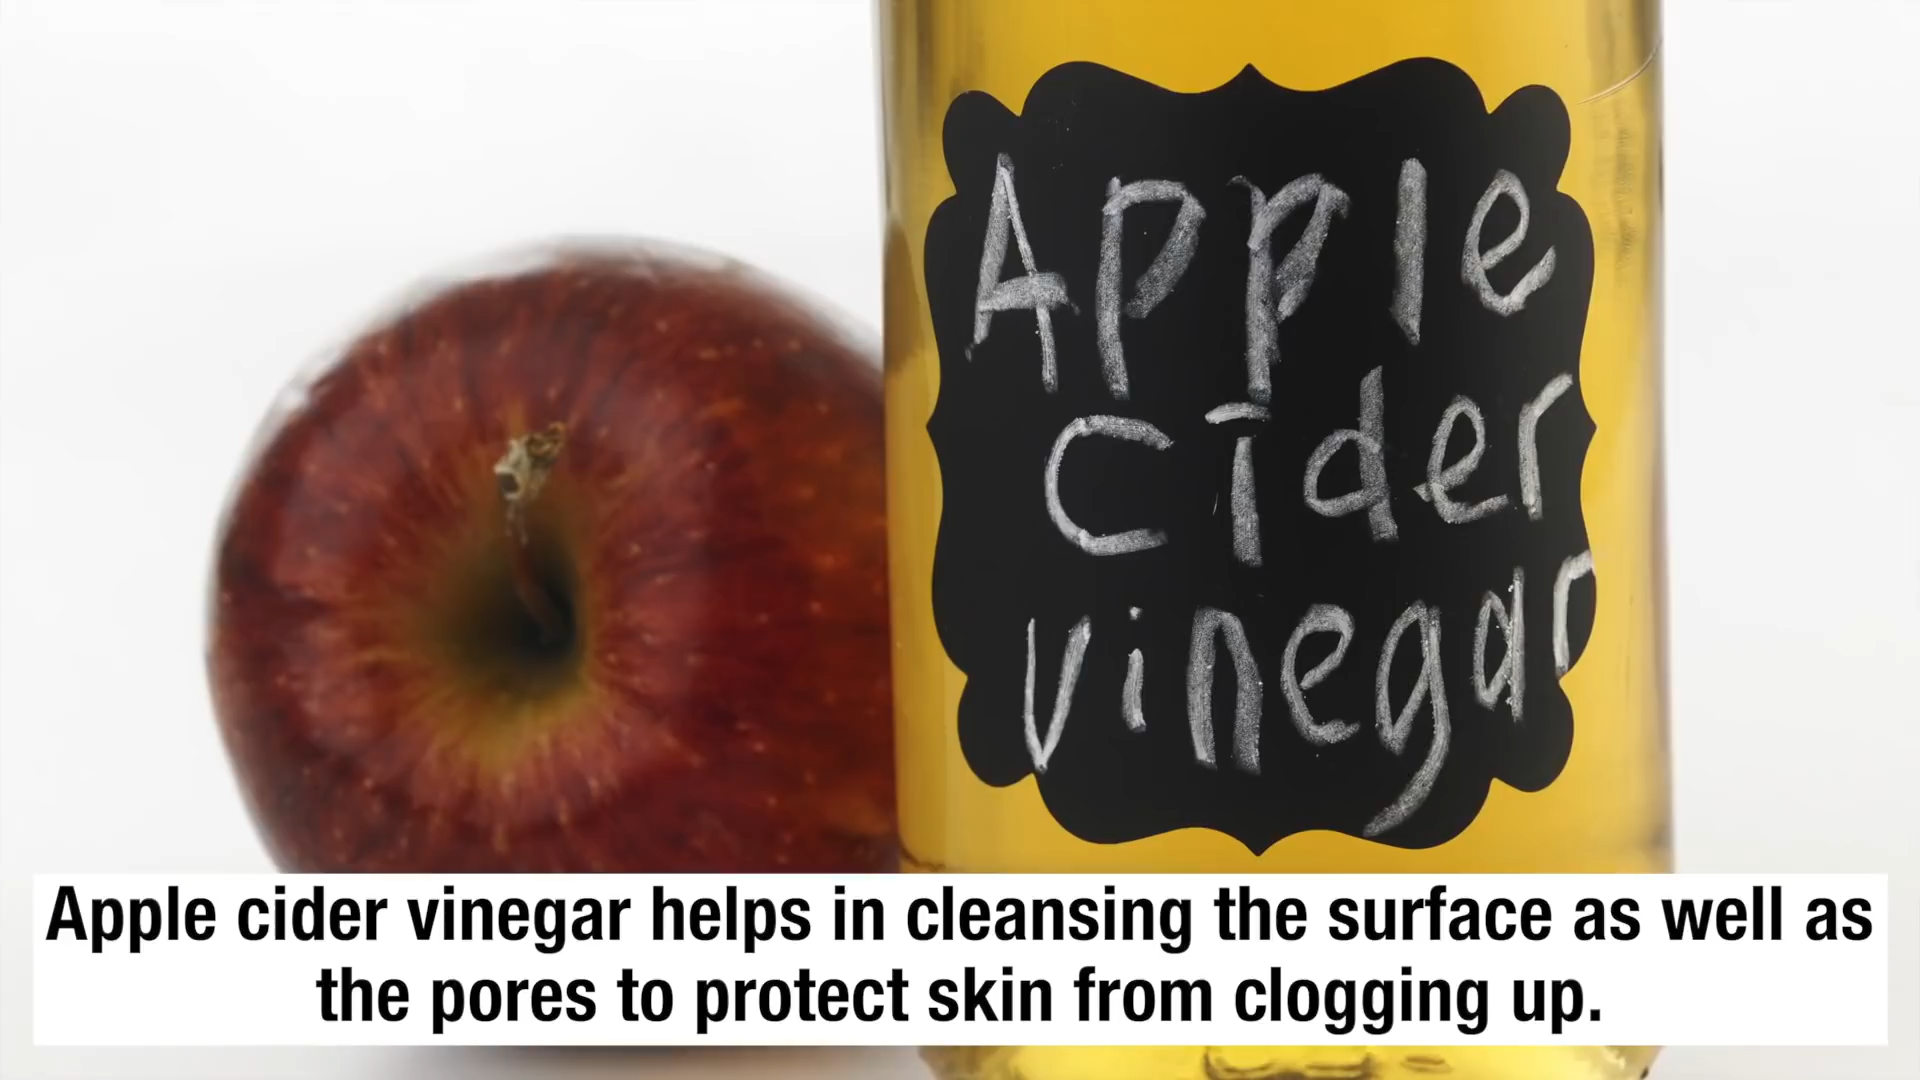 Apple
cider
vinegar
Apple cider vinegar helps in cleansing the surface as well as
the pores to protect skin from clogging up.